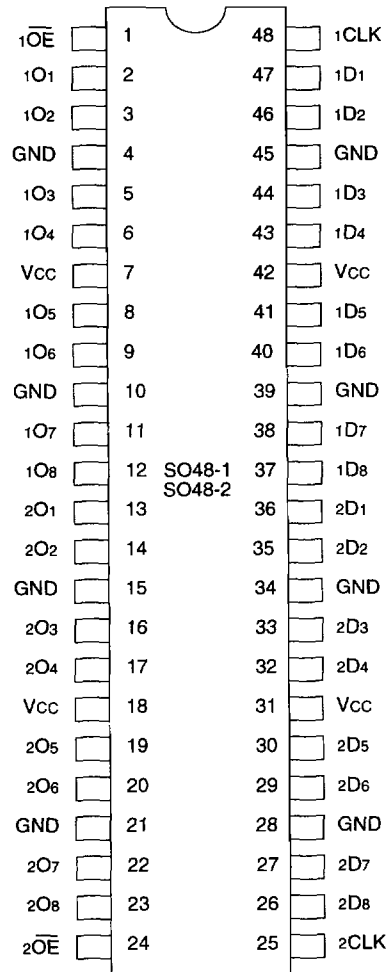 1OE 1 48 1CLK
1O1 2 47 1D1
1O2 3 46 1D2
GND 4 45 GND
1O3 5 44 1D3
1O4 6 43 1D4
VCC 7 42 VCC
1O5 8 41 1D5
1O6 9 40 1D6
GND 10 39 GND
1O7 11 38 1D7
1O8 12 SO48-1 37 1D8
SO48-2
2O1 13 36 2D1
2O2 14 35 2D2
GND 15 34 GND
2O3 16 33 2D3
2O4 17 32 2D4
VCC 18 31 VCC
2O5 19 30 2D5
2O6 20 29 2D6
GND 21 28 GND
2O7 22 27 2D7
2O8 23 26 2D8
2OE 24 25 2CLK